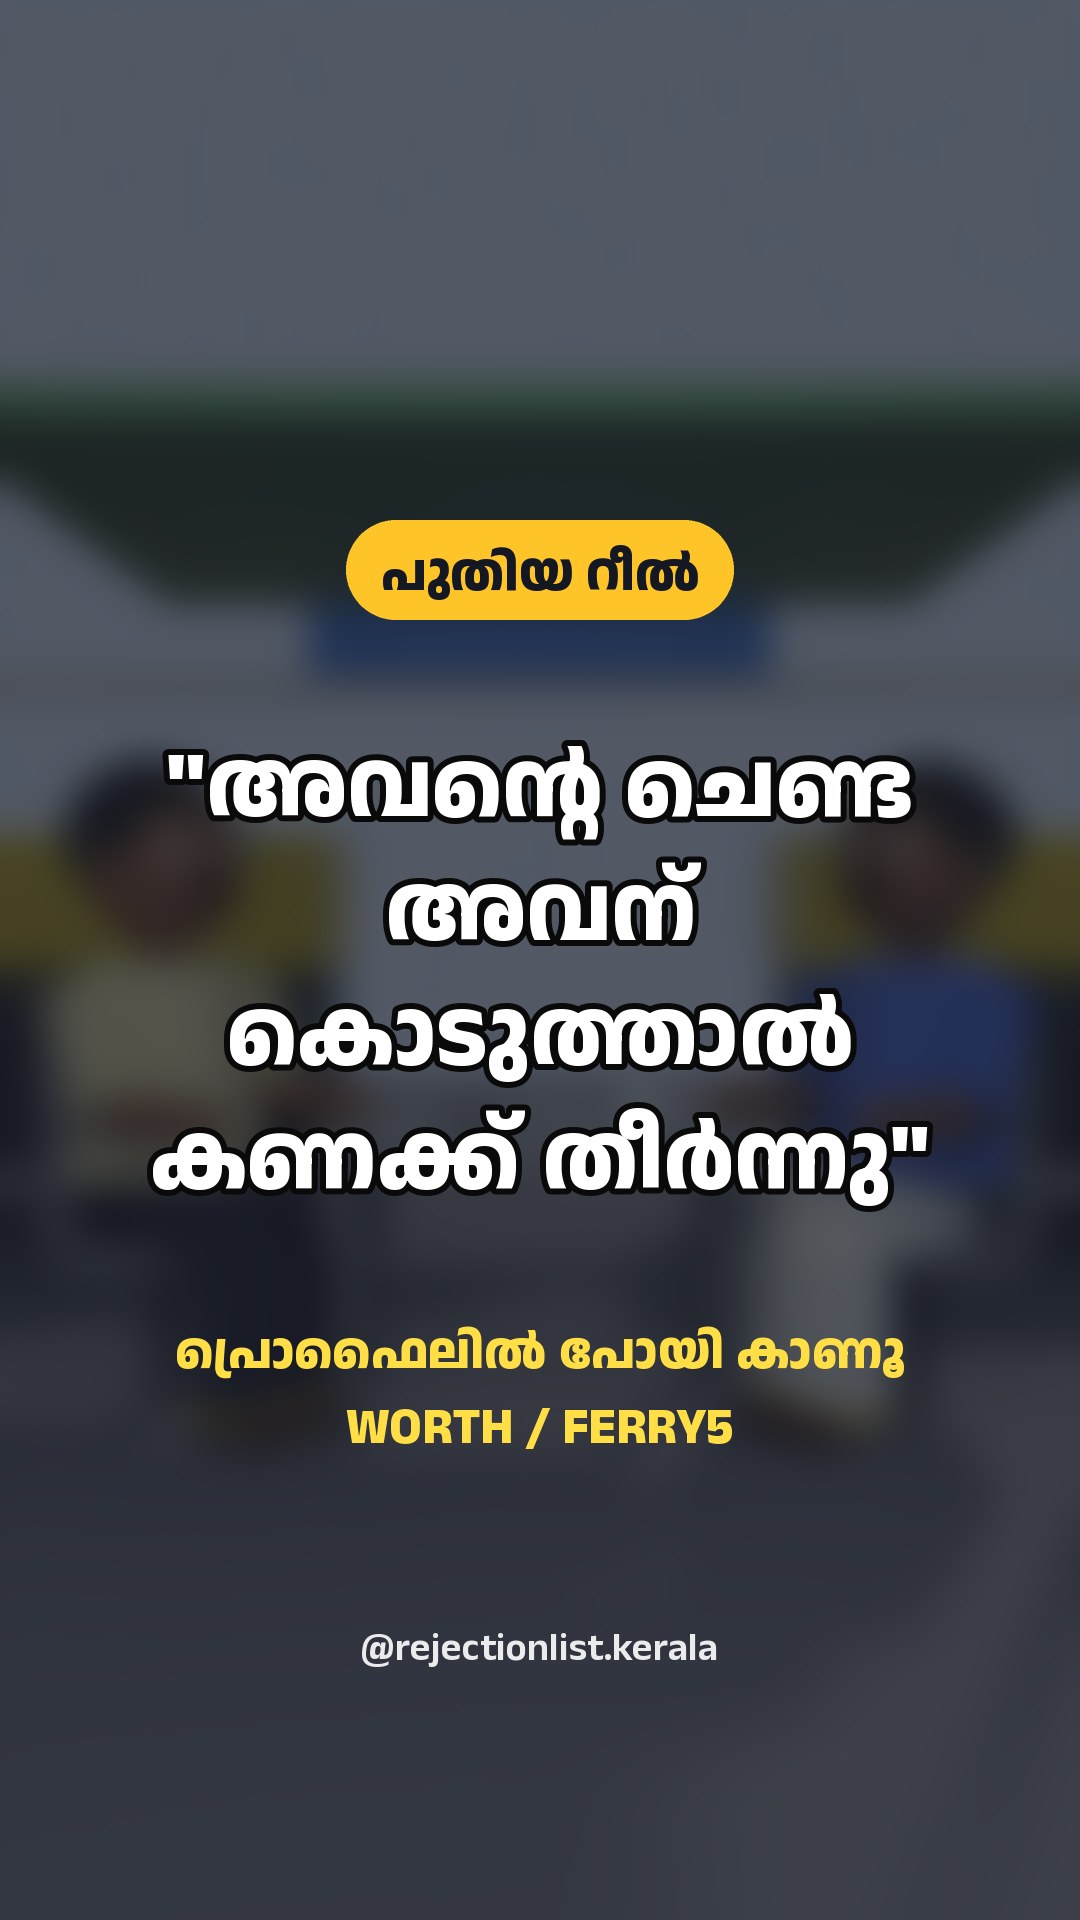 പുതിയ റീൽ
"അവന്റെ ചെണ്ട
അവന്
കൊടുത്താൽ
കണക്ക് തീർന്നു"
പ്രൊഫൈലിൽ പോയി കാണൂ
WORTH / FERRY5
@rejectionlist.kerala